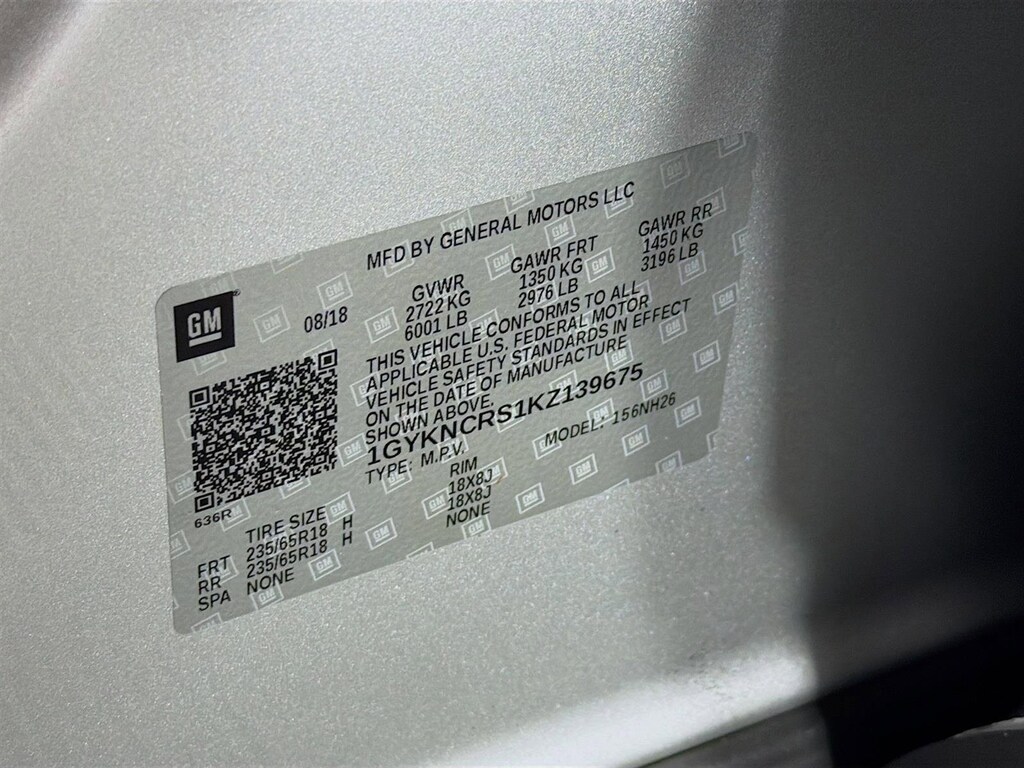 MFD BY GENERAL MOTORS LLC
GM
08/18
GVWR GAWR FRT GAWR RR
2722 KG 1350 KG 1450 KG
6001 LB 2976 LB 3196 LB
THIS VEHICLE CONFORMS TO ALL
APPLICABLE U.S. FEDERAL MOTOR
VEHICLE SAFETY STANDARDS IN EFFECT
ON THE DATE OF MANUFACTURE
SHOWN ABOVE.
1GYKNCRS1KZ139675
TYPE: M.P.V. MODEL: 156NH26
636R
TIRE SIZE RIM
FRT 235/65R18 H 18X8J
RR 235/65R18 H 18X8J
SPA NONE NONE